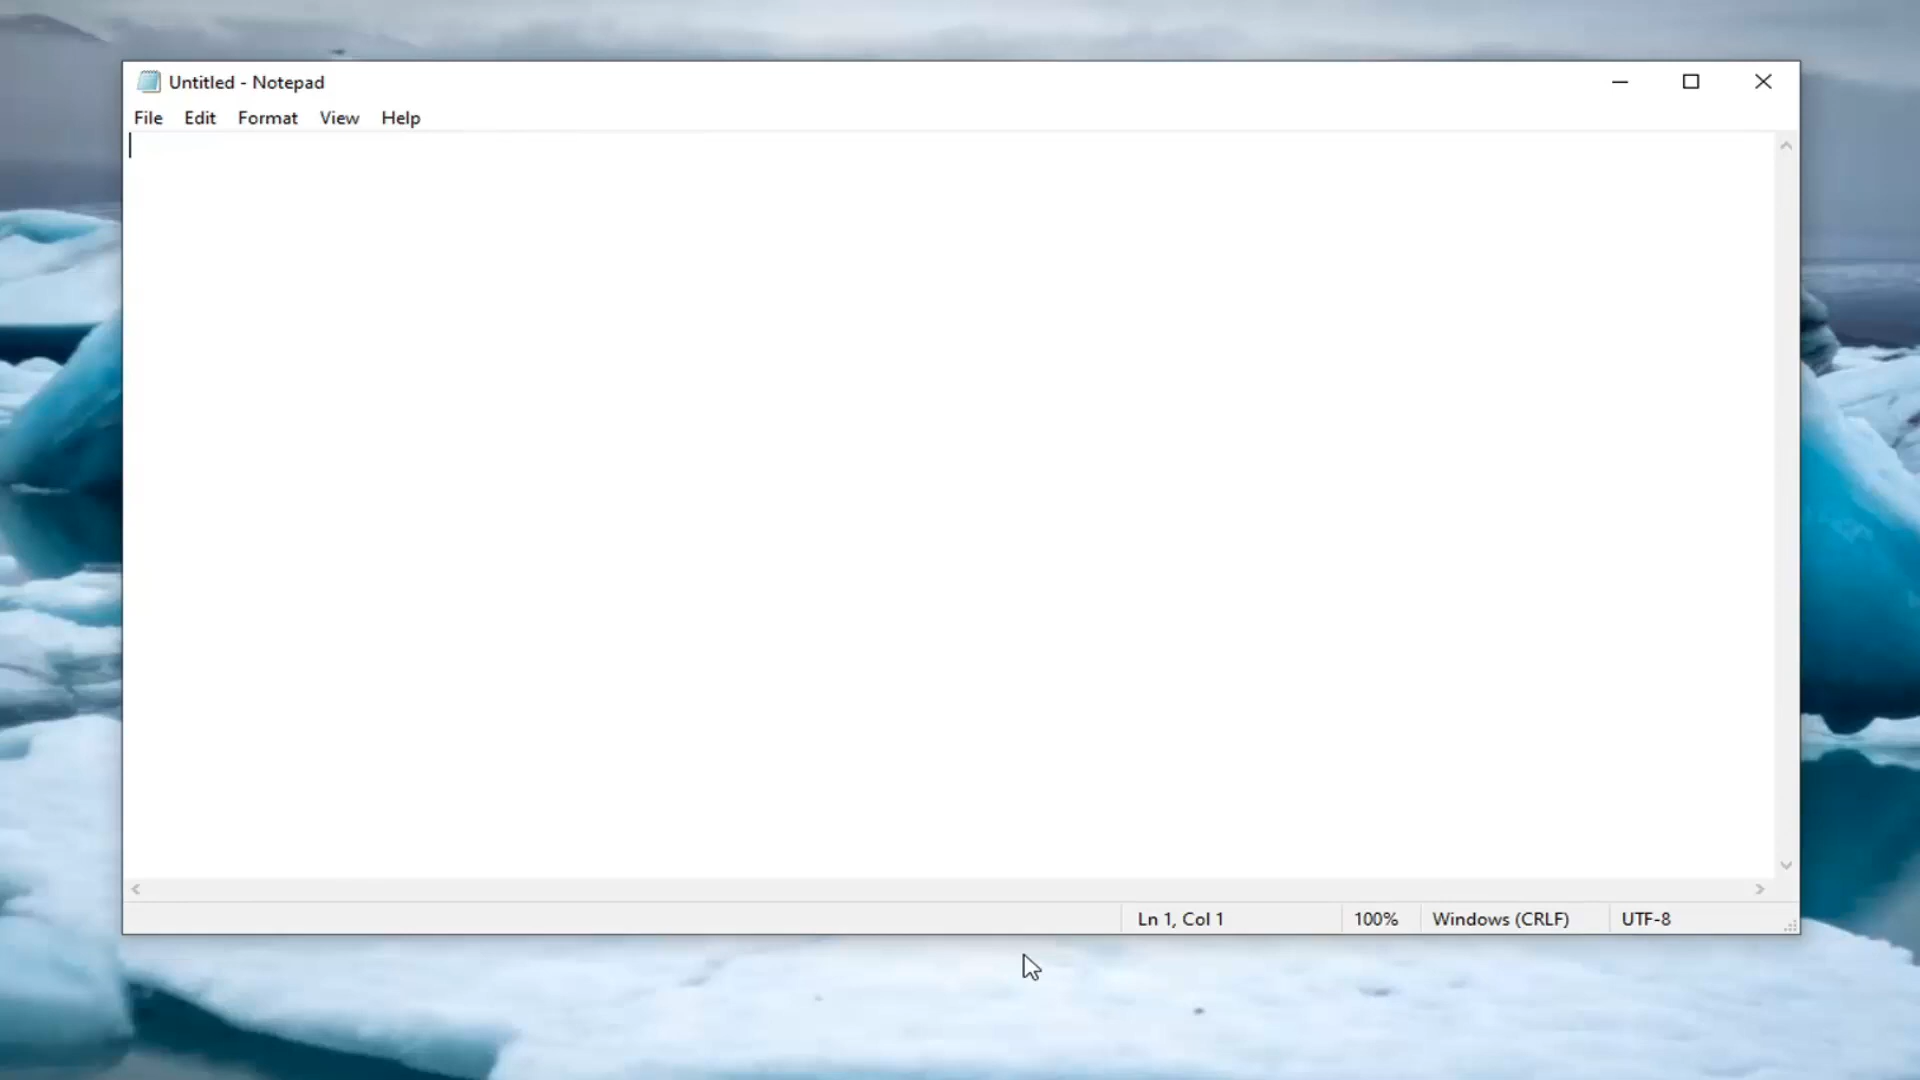 Untitled - Notepad
File Edit Format View Help
Ln 1, Col 1 100% Windows (CRLF) UTF-8